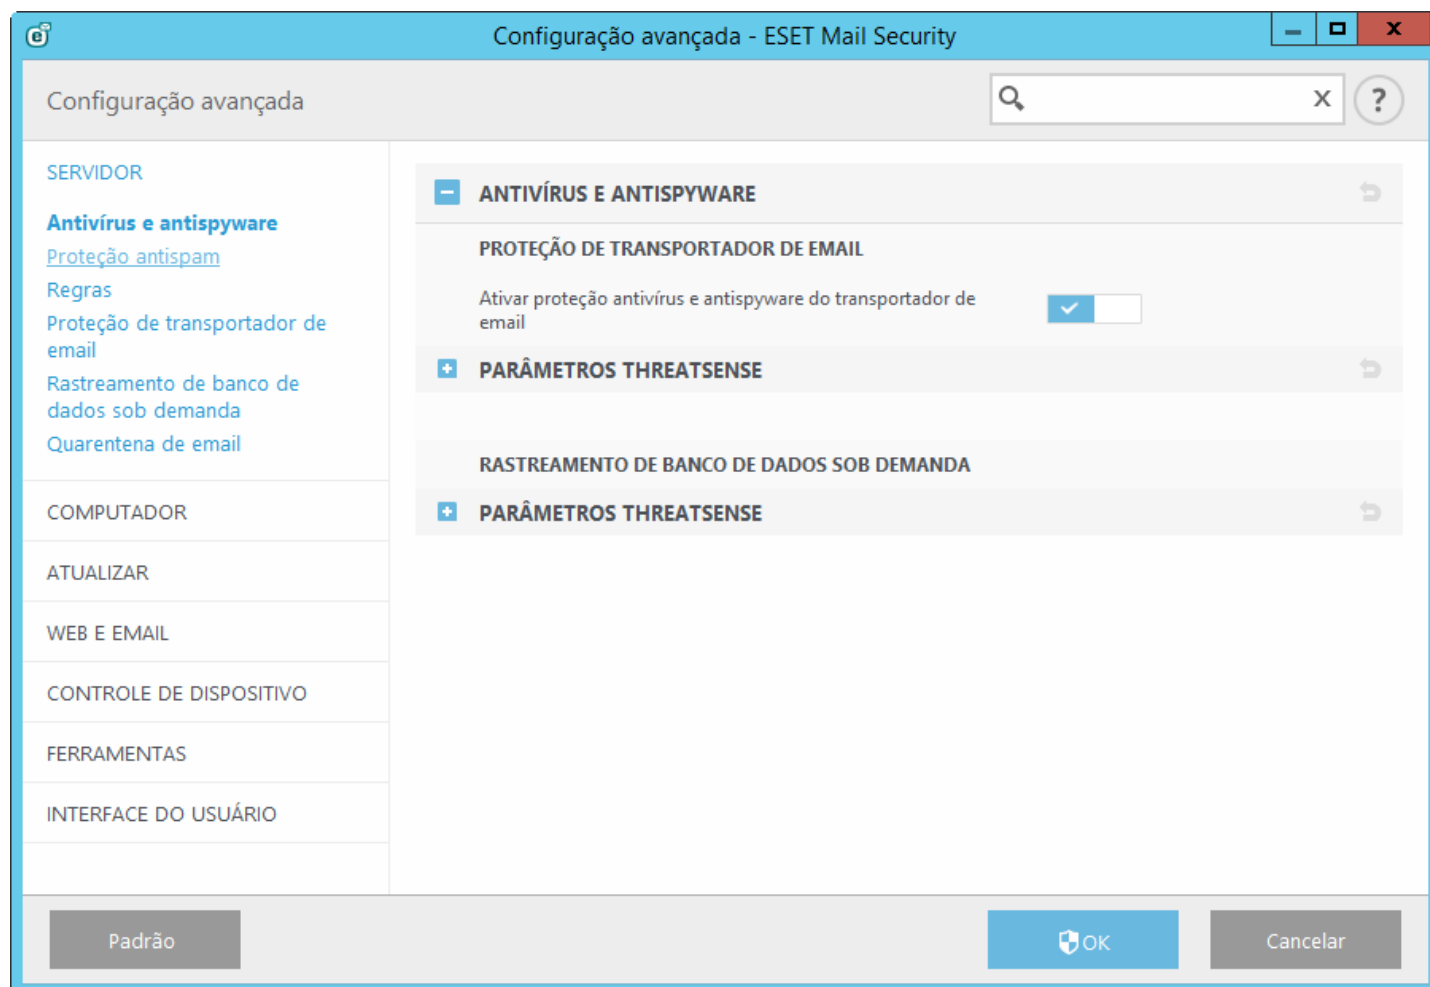 Configuração avançada - ESET Mail Security
Configuração avançada
X
?
SERVIDOR
Antivírus e antispyware
Proteção antispam
Regras
Proteção de transportador de
email
Rastreamento de banco de
dados sob demanda
Quarentena de email
COMPUTADOR
ATUALIZAR
WEB E EMAIL
CONTROLE DE DISPOSITIVO
FERRAMENTAS
INTERFACE DO USUÁRIO
ANTIVÍRUS E ANTISPYWARE
PROTEÇÃO DE TRANSPORTADOR DE EMAIL
Ativar proteção antivírus e antispyware do transportador de
email
PARÂMETROS THREATSENSE
RASTREAMENTO DE BANCO DE DADOS SOB DEMANDA
PARÂMETROS THREATSENSE
Padrão
OK
Cancelar